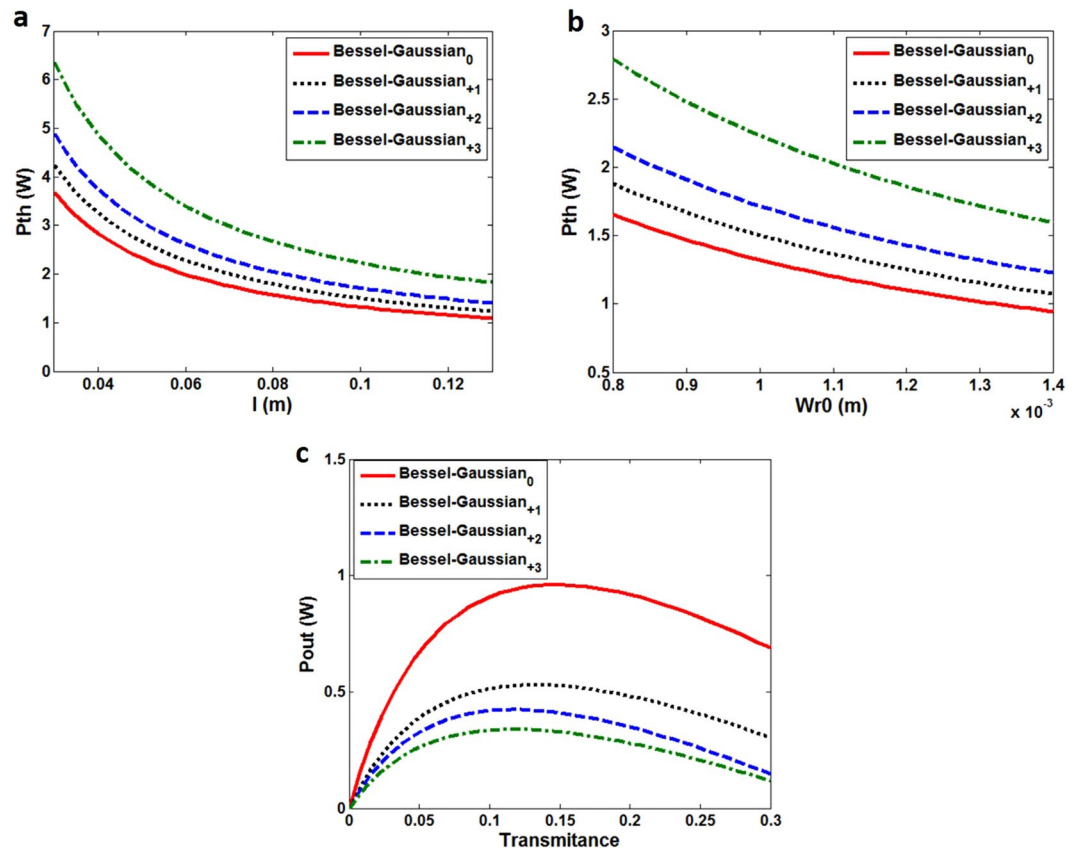 a
7
6
5
4
3
2
1
0
Pth (W)
0.04 0.06 0.08 0.1 0.12
l (m)
Bessel-Gaussian0
Bessel-Gaussian+1
Bessel-Gaussian+2
Bessel-Gaussian+3
b
3
2.5
2
1.5
1
0.5
Pth (W)
0.8 0.9 1 1.1 1.2 1.3 1.4
x 10-3
Wr0 (m)
Bessel-Gaussian0
Bessel-Gaussian+1
Bessel-Gaussian+2
Bessel-Gaussian+3
c
1.5
1
0.5
0
Pout (W)
0 0.05 0.1 0.15 0.2 0.25 0.3
Transmitance
Bessel-Gaussian0
Bessel-Gaussian+1
Bessel-Gaussian+2
Bessel-Gaussian+3